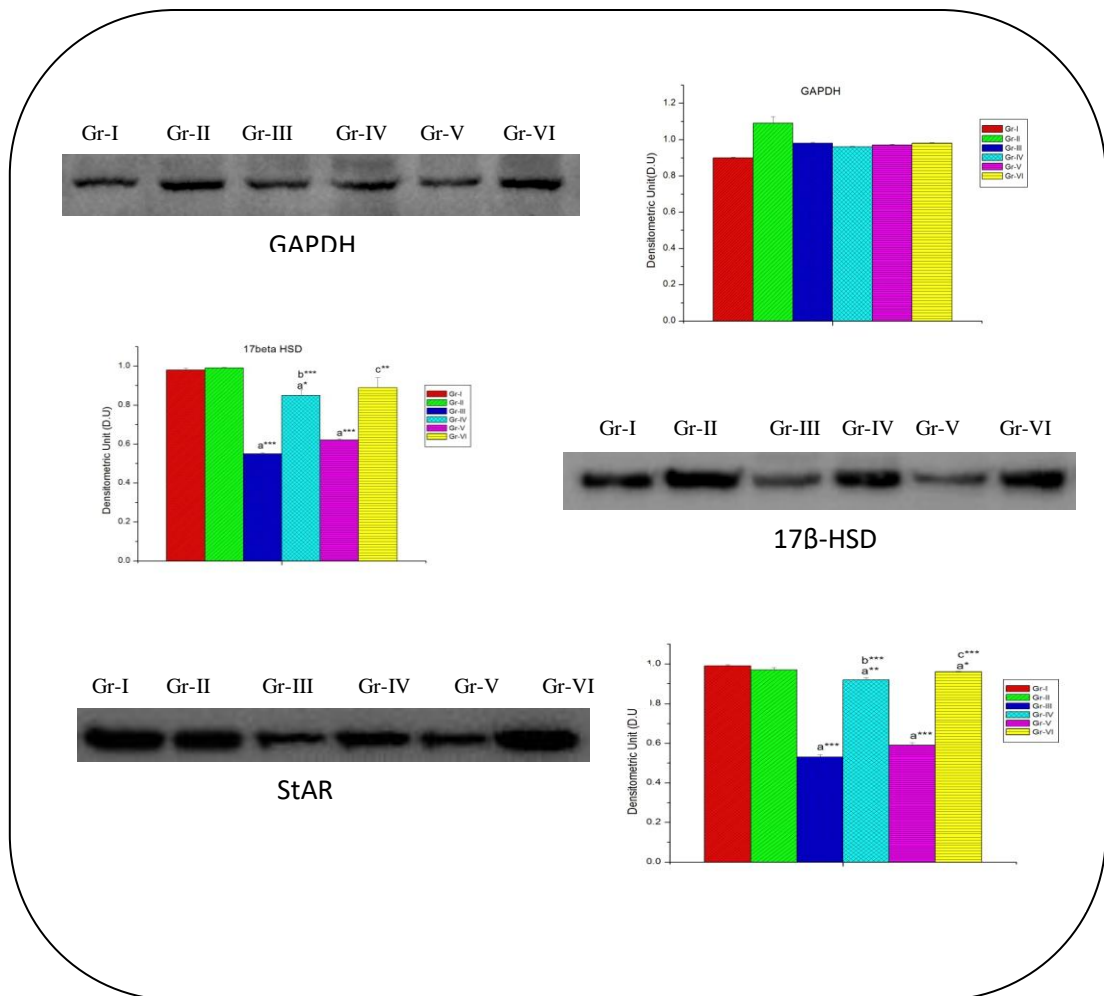 Gr-I Gr-II Gr-III Gr-IV Gr-V Gr-VI
GAPDH
GAPDH
Densitometric Unit(D.U)
1.2
1.0
0.8
0.6
0.4
0.2
0.0
Gr-I
Gr-II
Gr-III
Gr-IV
Gr-V
Gr-VI
17beta HSD
Densitometric Unit (D.U)
1.0
0.8
0.6
0.4
0.2
0.0
a***
b***
a*
a***
c**
Gr-I
Gr-II
Gr-III
Gr-IV
Gr-V
Gr-VI
Gr-I Gr-II Gr-III Gr-IV Gr-V Gr-VI
17β-HSD
Gr-I Gr-II Gr-III Gr-IV Gr-V Gr-VI
StAR
Densitometric Unit (D.U
1.0
0.8
0.6
0.4
0.2
0.0
a***
b***
a**
a***
c***
a*
Gr-I
Gr-II
Gr-III
Gr-IV
Gr-V
Gr-VI